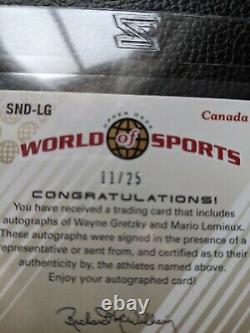 SND-LG
Canada
UPPER DECK
WORLD of SPORTS
11/25
CONGRATULATIONS!
You have received a trading card that includes
autographs of Wayne Gretzky and Mario Lemieux.
These autographs were signed in the presence of a
representative or sent from, and certified as to their
authenticity by, the athletes named above.
Enjoy your autographed card!